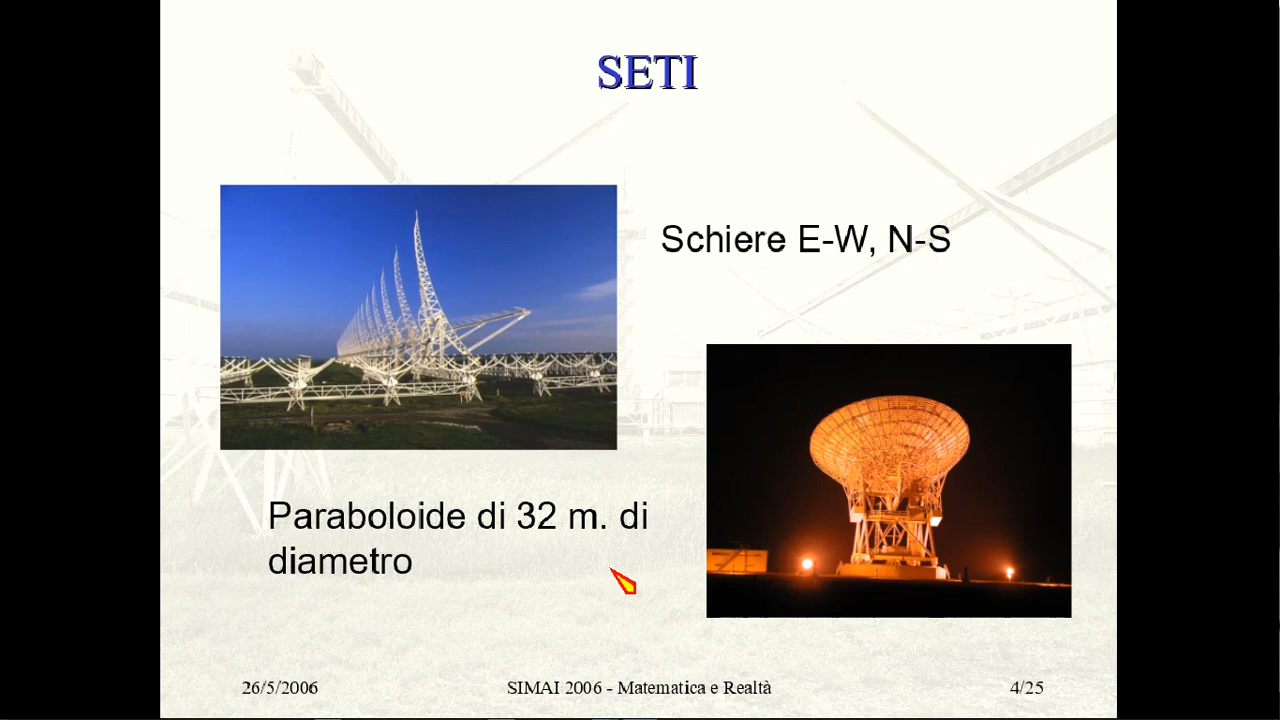 SETI
Schiere E-W, N-S
Paraboloide di 32 m. di
diametro
26/5/2006
SIMAI 2006 - Matematica e Realtà
4/25